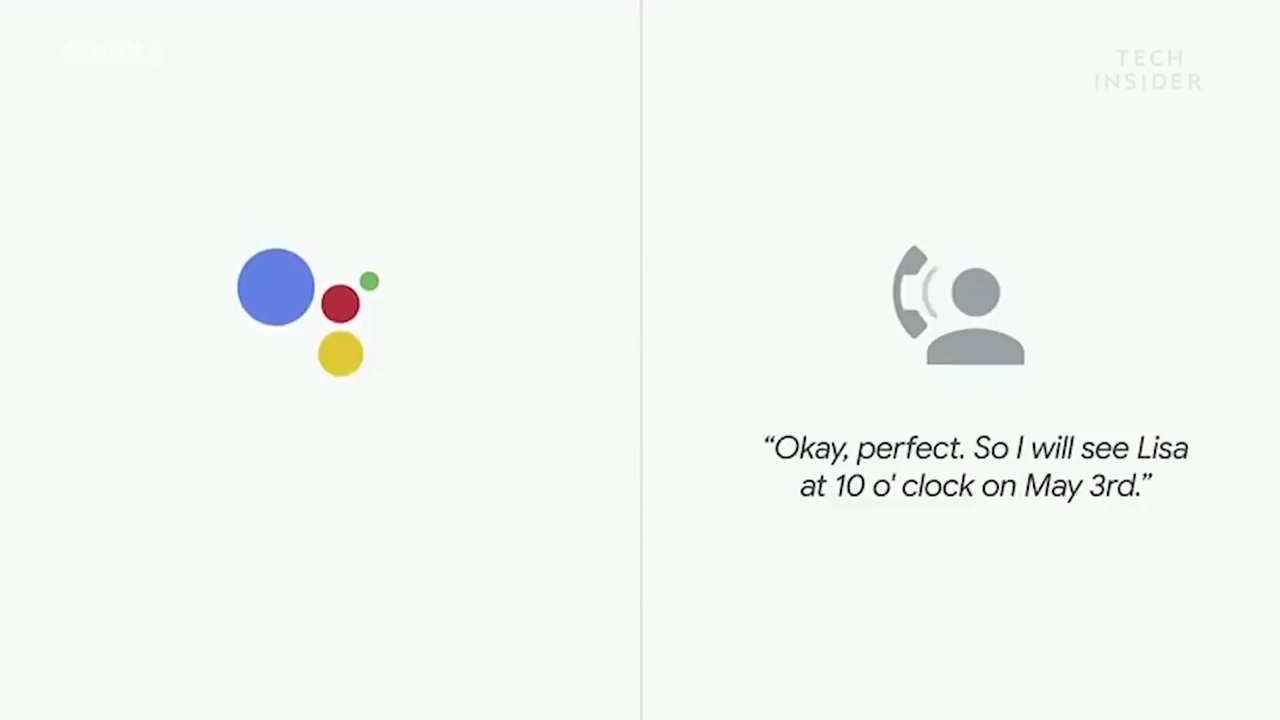 TECH
INSIDER
“Okay, perfect. So I will see Lisa
at 10 o' clock on May 3rd.”